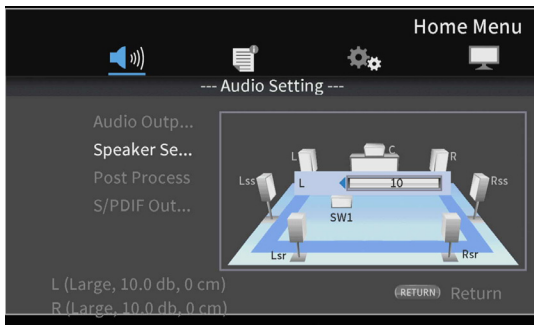 Home Menu
--- Audio Setting ---
Audio Outp...
Speaker Se...
Post Process
S/PDIF Out...
L
C
R
Lss
L
10
Rss
SW1
Lsr
Rsr
L (Large, 10.0 db, 0 cm)
R (Large, 10.0 db, 0 cm)
RETURN Return